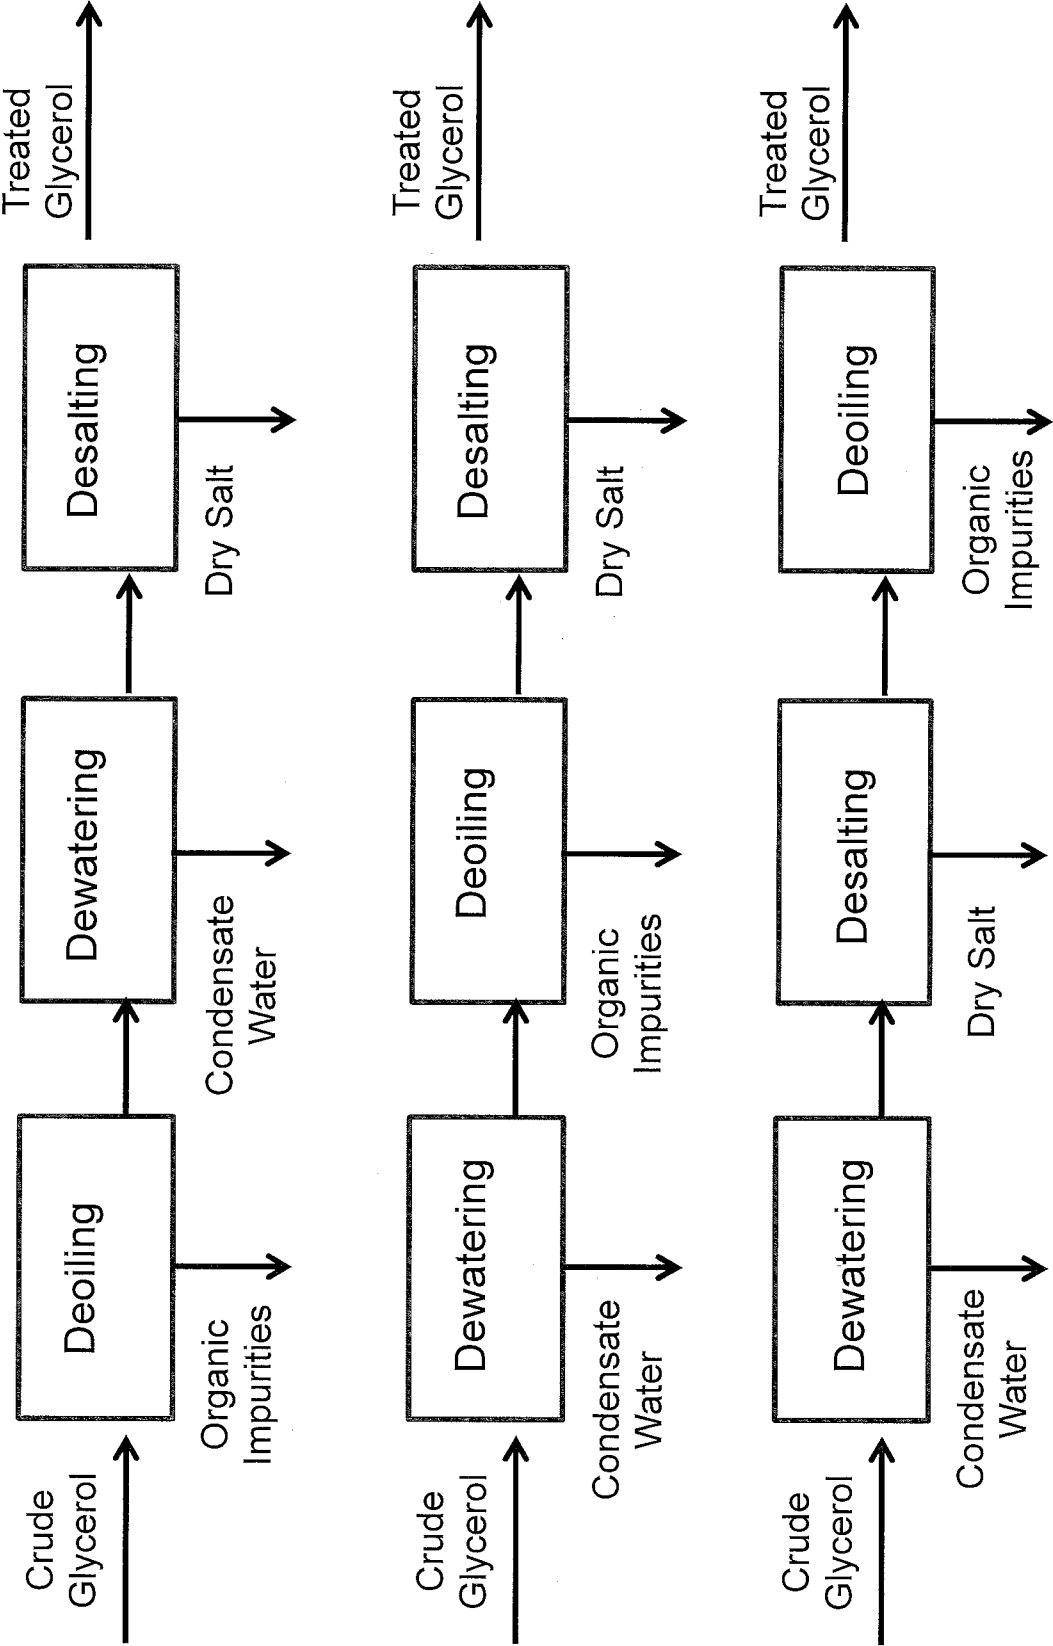 Crude
Glycerol
Deoiling
Organic
Impurities
Dewatering
Condensate
Water
Desalting
Dry Salt
Treated
Glycerol
Crude
Glycerol
Dewatering
Condensate
Water
Deoiling
Organic
Impurities
Desalting
Dry Salt
Treated
Glycerol
Crude
Glycerol
Dewatering
Condensate
Water
Desalting
Dry Salt
Deoiling
Organic
Impurities
Treated
Glycerol